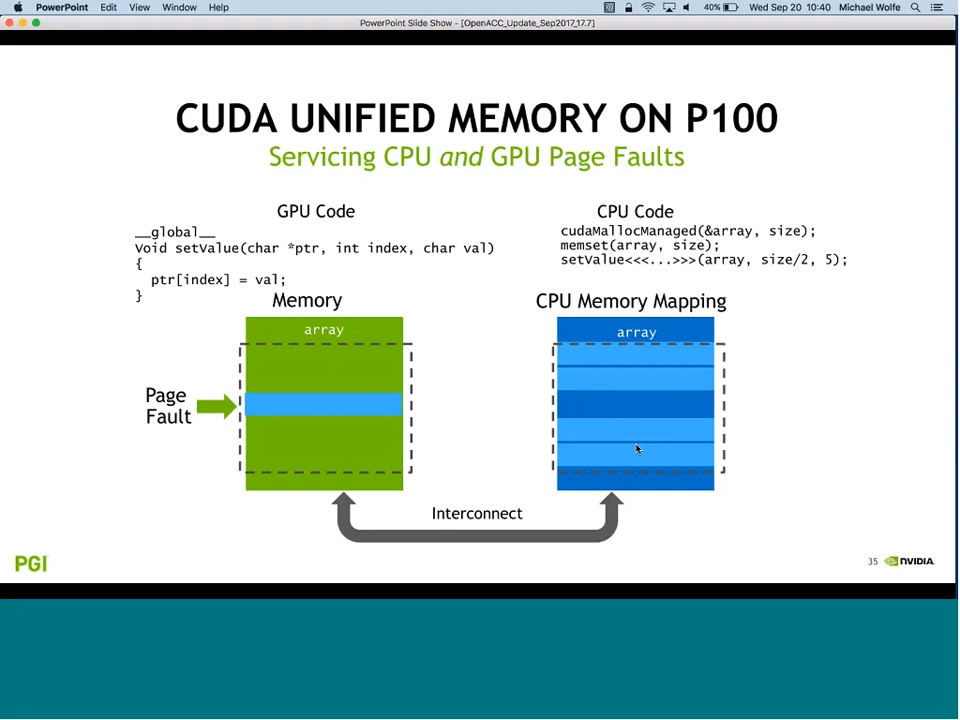 PowerPoint Edit View Window Help 40% Wed Sep 20 10:40 Michael Wolfe
PowerPoint Slide Show - [OpenACC_Update_Sep2017_17.7]
CUDA UNIFIED MEMORY ON P100
Servicing CPU and GPU Page Faults
GPU Code
__global__
Void setValue(char *ptr, int index, char val)
{
ptr[index] = val;
}
CPU Code
cudaMallocManaged(&array, size);
memset(array, size);
setValue<<<...>>>(array, size/2, 5);
Memory
array
CPU Memory Mapping
array
Page
Fault
Interconnect
PGI
35 NVIDIA.